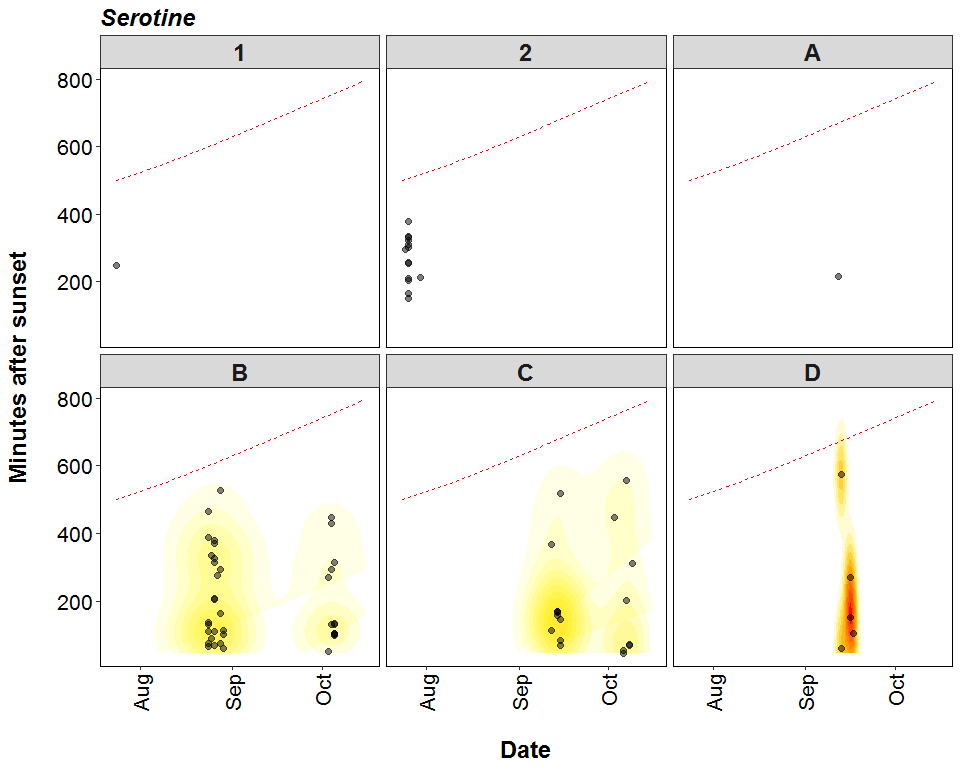 Serotine
1 2 A
800
600
400
200
B C D
800
600
400
200
Aug Sep Oct Aug Sep Oct Aug Sep Oct
Minutes after sunset
Date